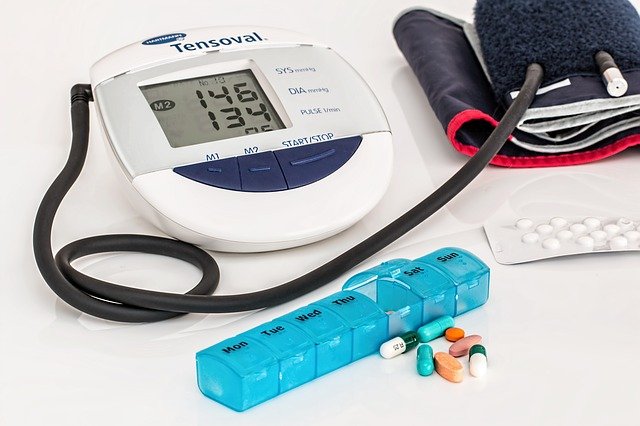 HARTMANN
Tensoval
No 13
M2
146
134
SYS mmHg
DIA mmHg
PULSE 1/min
M1
M2
START/STOP
Mon
Tue
Wed
Thu
Sat
Sun